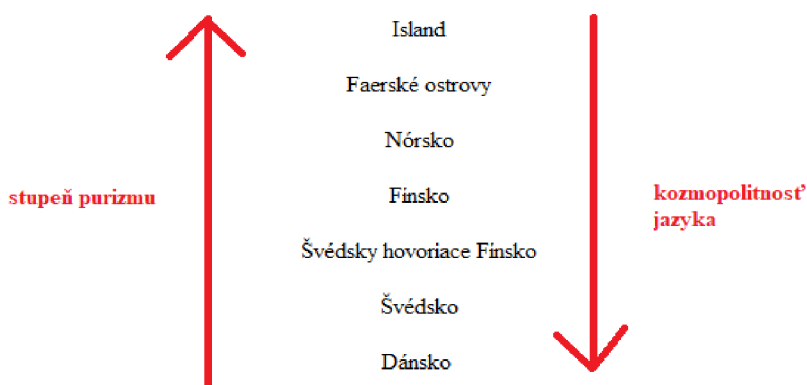 Island
Faerské ostrovy
Nórsko
stupeň purizmu
Fínsko
kozmopolitnosť
jazyka
Švédsky hovoriace Fínsko
Švédsko
Dánsko